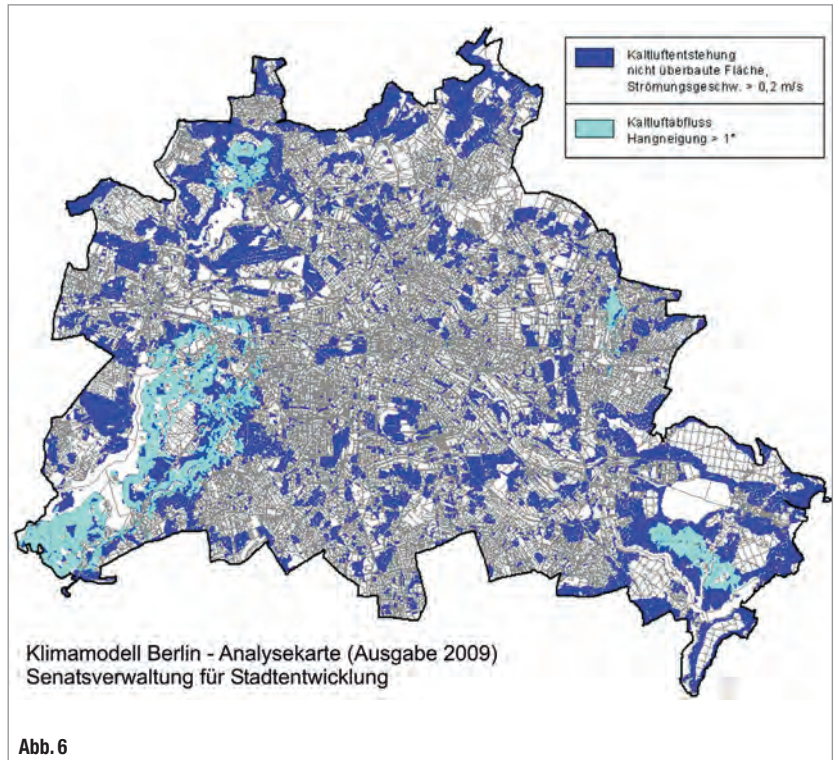 Kaltluftentstehung
nicht überbaute Fläche,
Strömungsgeschw. > 0,2 m/s
Kaltluftabfluss
Hangneigung > 1°
Klimamodell Berlin - Analysekarte (Ausgabe 2009)
Senatsverwaltung für Stadtentwicklung
Abb. 6